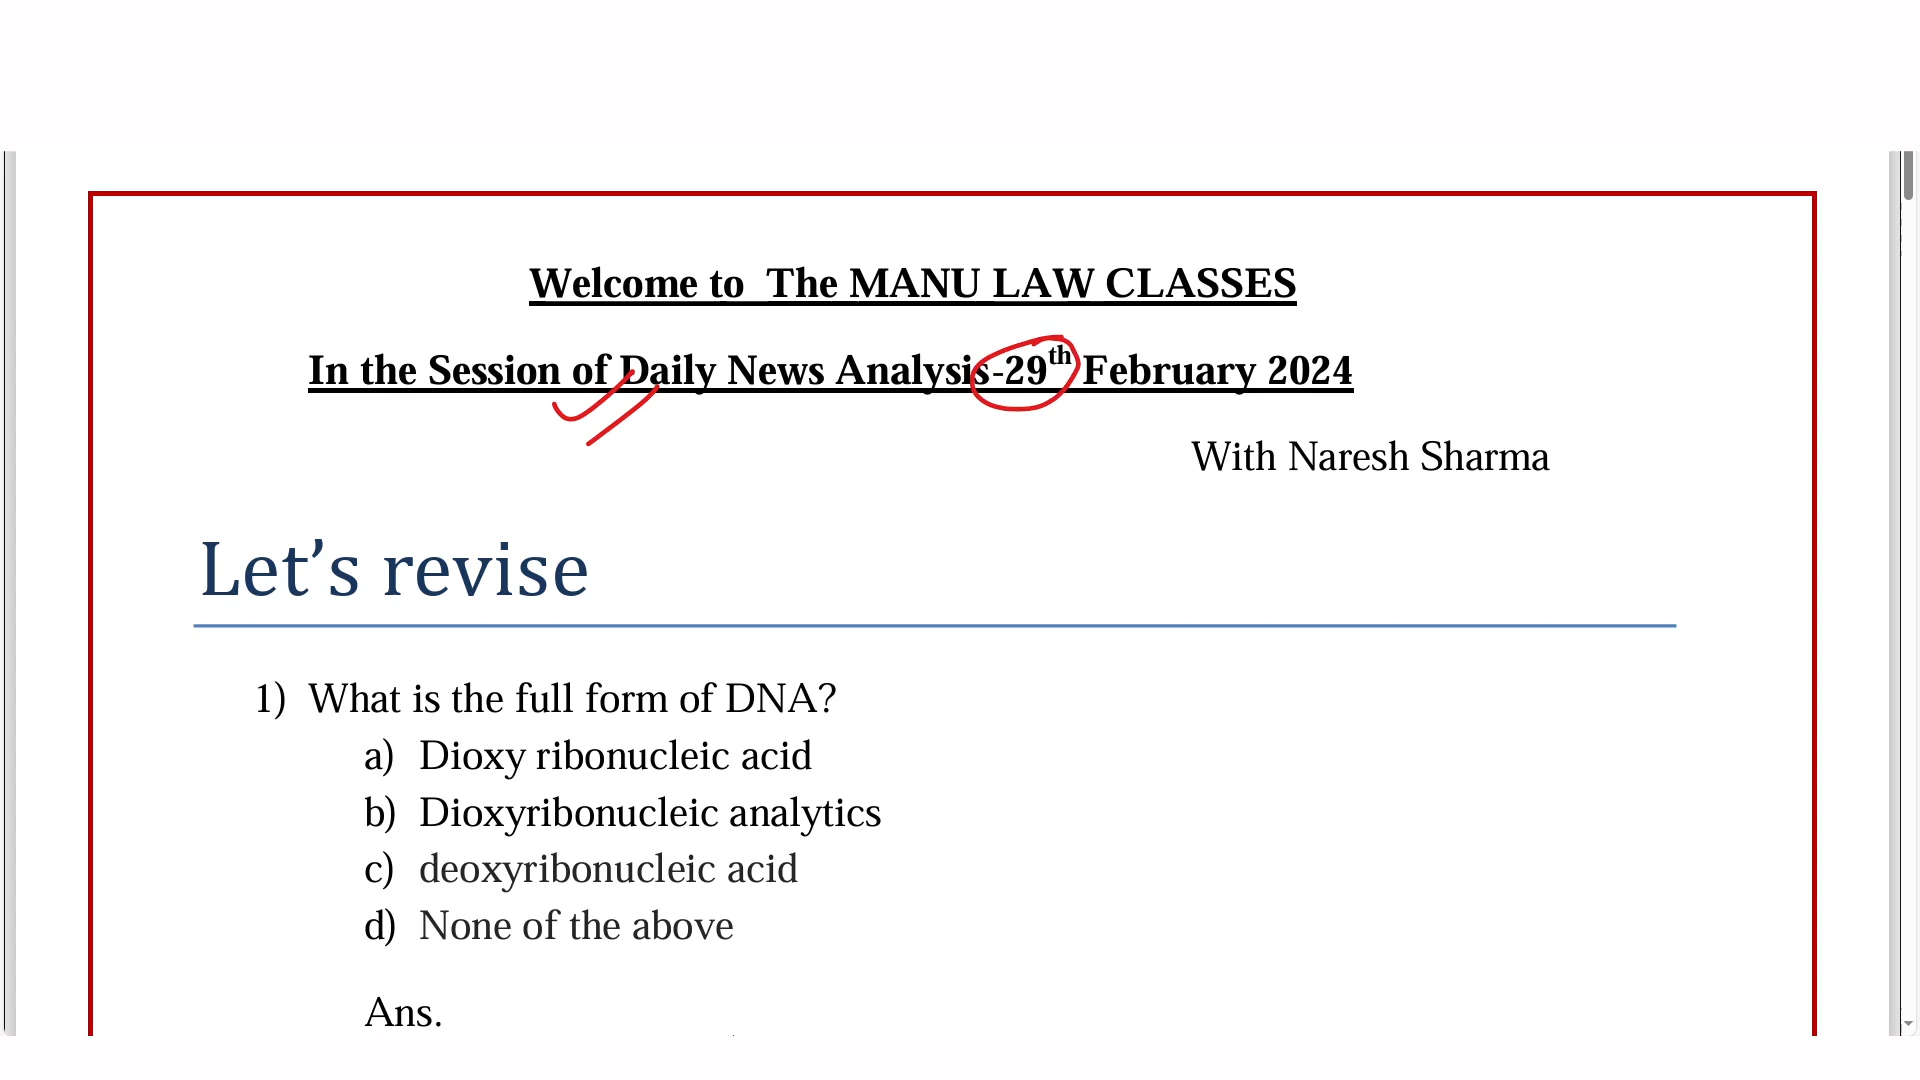 Welcome to The MANU LAW CLASSES
In the Session of Daily News Analysis-29th February 2024
With Naresh Sharma
Let’s revise
1) What is the full form of DNA?
a) Dioxy ribonucleic acid
b) Dioxyribonucleic analytics
c) deoxyribonucleic acid
d) None of the above
Ans.